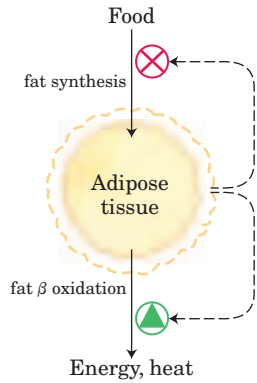 Food
fat synthesis
Adipose
tissue
fat β oxidation
Energy, heat